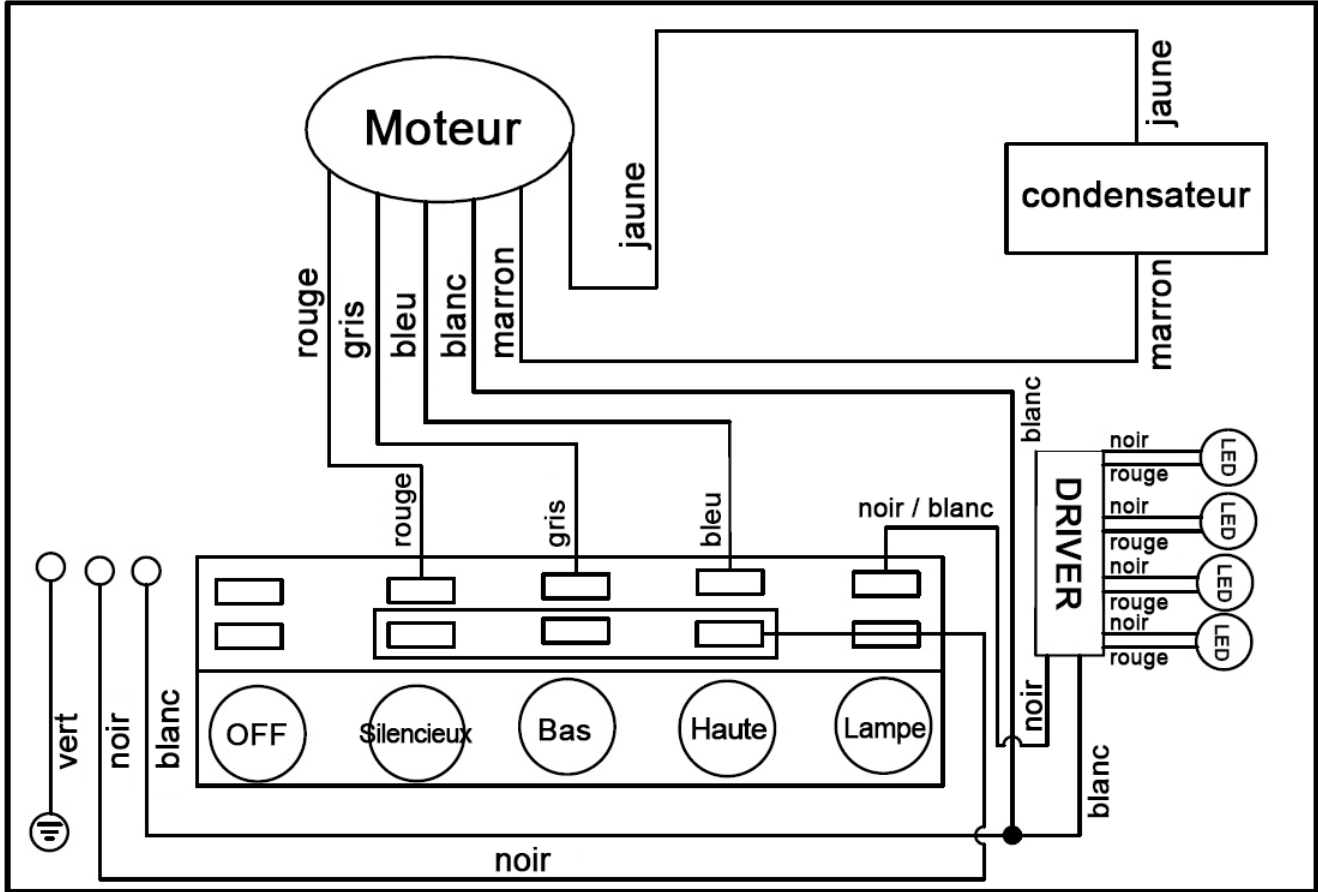 Moteur
jaune
jaune
condensateur
rouge
gris
bleu
blanc
marron
marron
blanc
noir
rouge
LED
noir
rouge
LED
noir
rouge
LED
noir
rouge
LED
DRIVER
rouge
gris
bleu
noir / blanc
vert
noir
blanc
OFF
Silencieux
Bas
Haute
Lampe
noir
blanc
noir